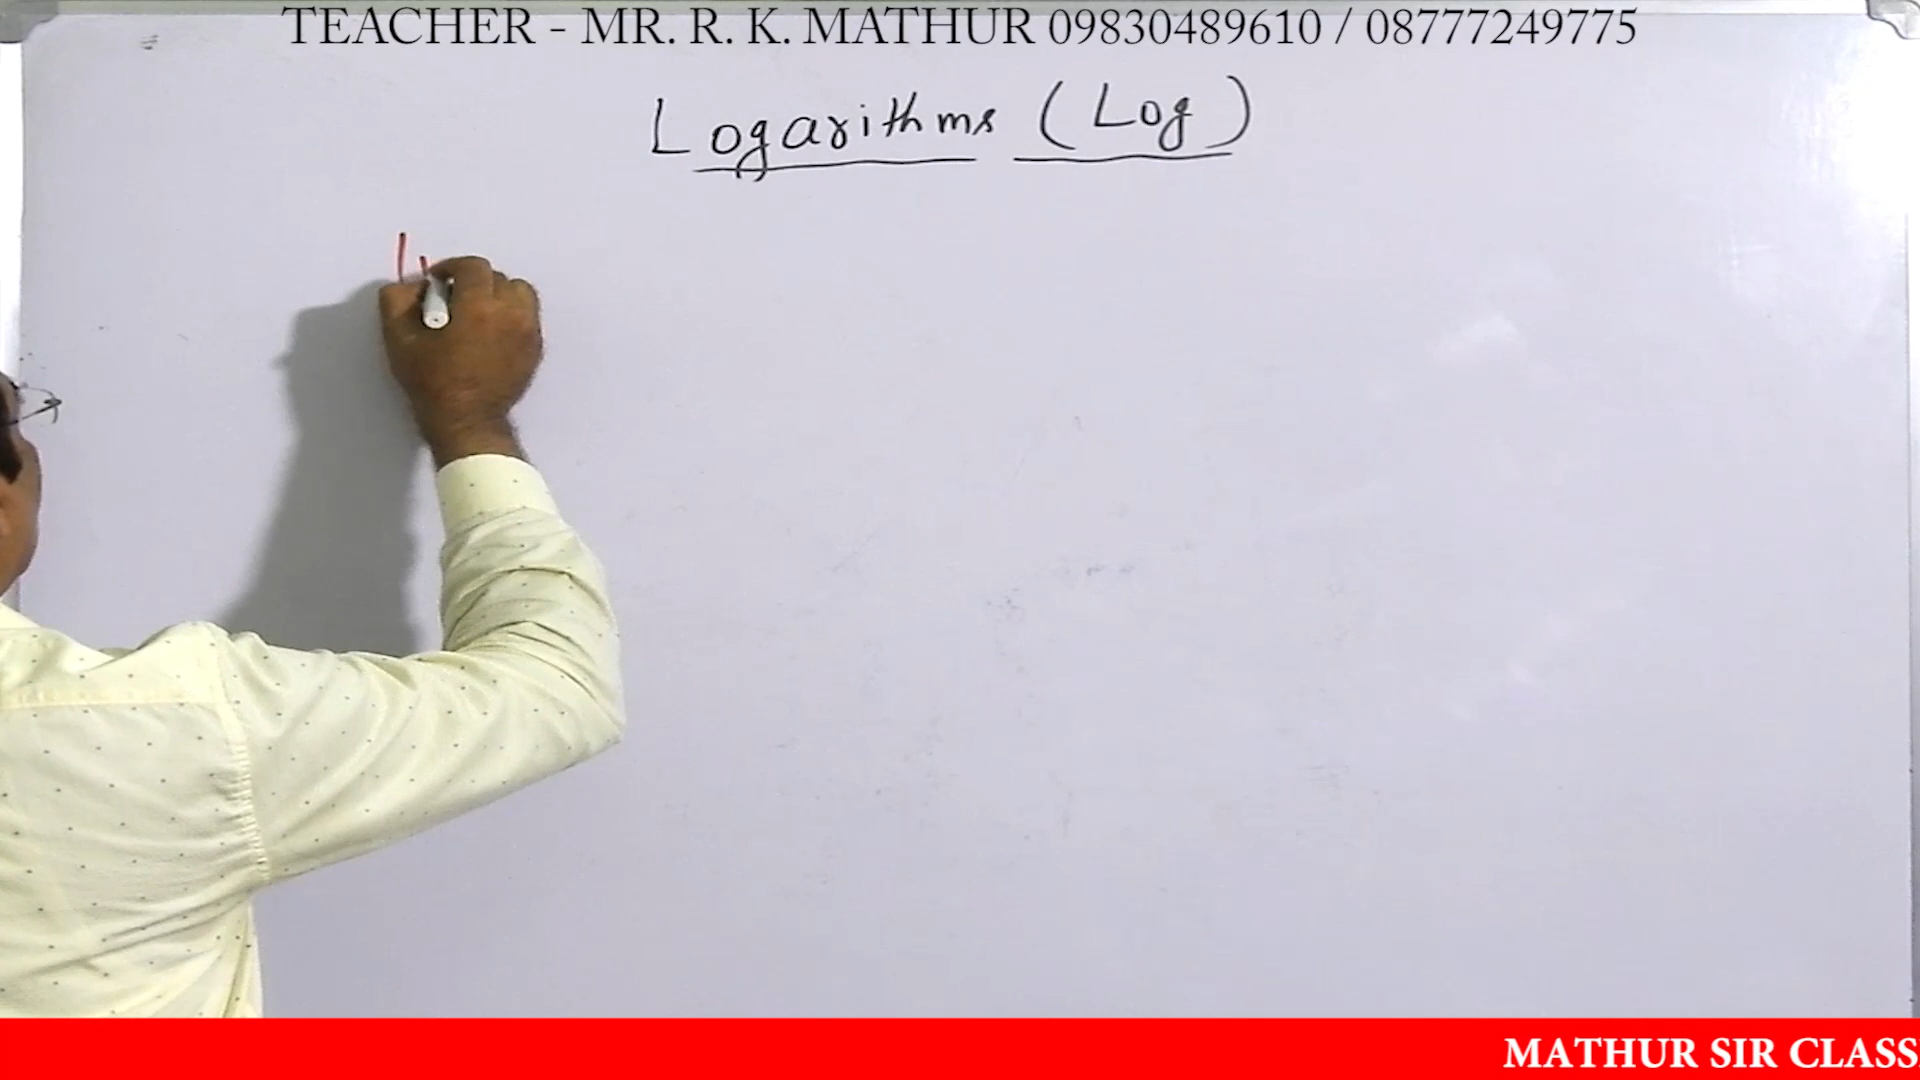 TEACHER - MR. R. K. MATHUR 09830489610 / 08777249775
Logarithms (Log)
MATHUR SIR CLASS